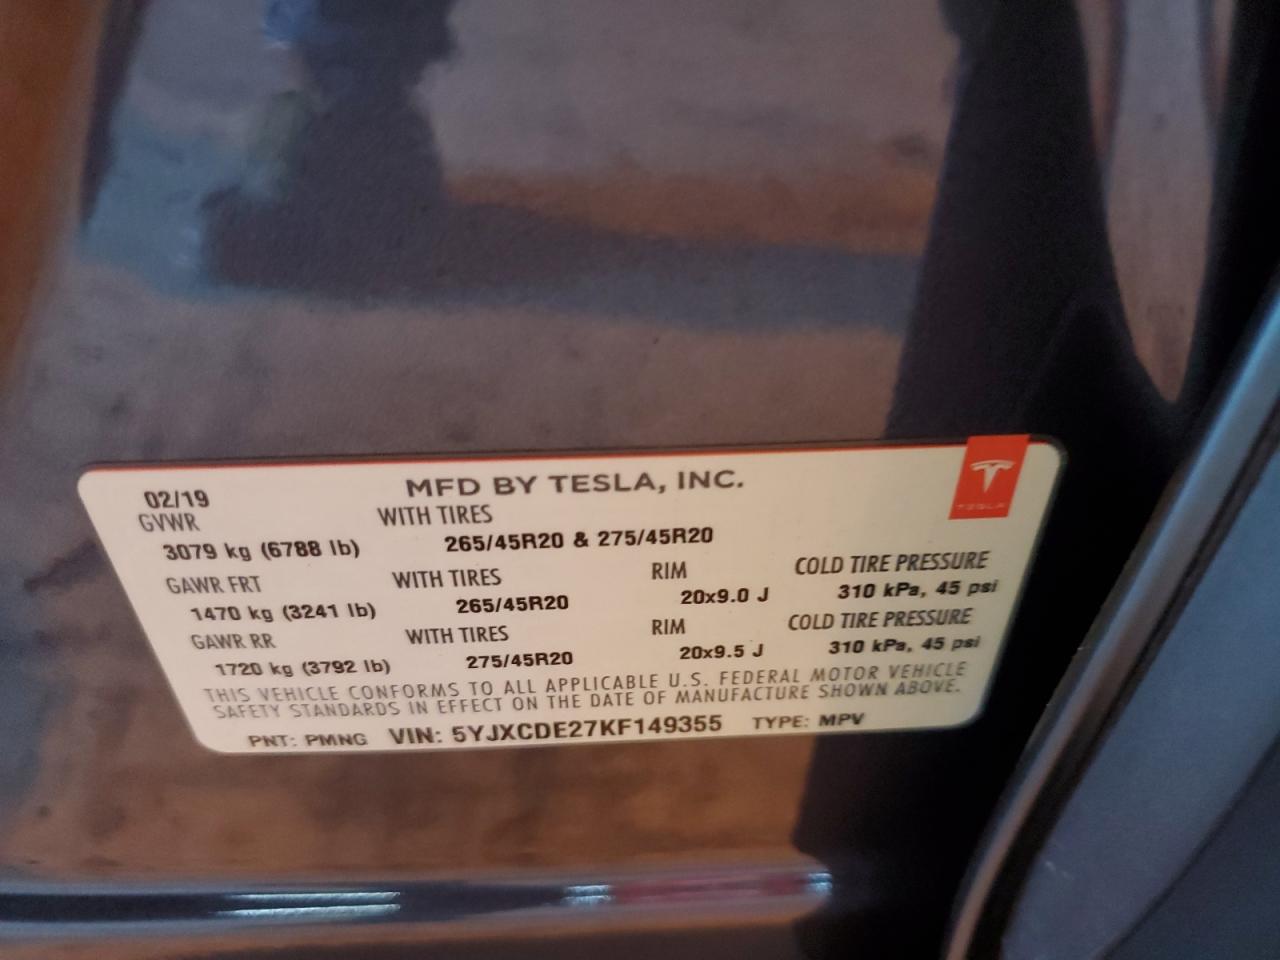 02/19 MFD BY TESLA, INC.
TESLA
GVWR WITH TIRES
3079 kg (6788 lb) 265/45R20 & 275/45R20
GAWR FRT WITH TIRES RIM COLD TIRE PRESSURE
1470 kg (3241 lb) 265/45R20 20x9.0 J 310 kPa, 45 psi
GAWR RR WITH TIRES RIM COLD TIRE PRESSURE
1720 kg (3792 lb) 275/45R20 20x9.5 J 310 kPa, 45 psi
THIS VEHICLE CONFORMS TO ALL APPLICABLE U.S. FEDERAL MOTOR VEHICLE
SAFETY STANDARDS IN EFFECT ON THE DATE OF MANUFACTURE SHOWN ABOVE.
PNT: PMNG VIN: 5YJXCDE27KF149355 TYPE: MPV